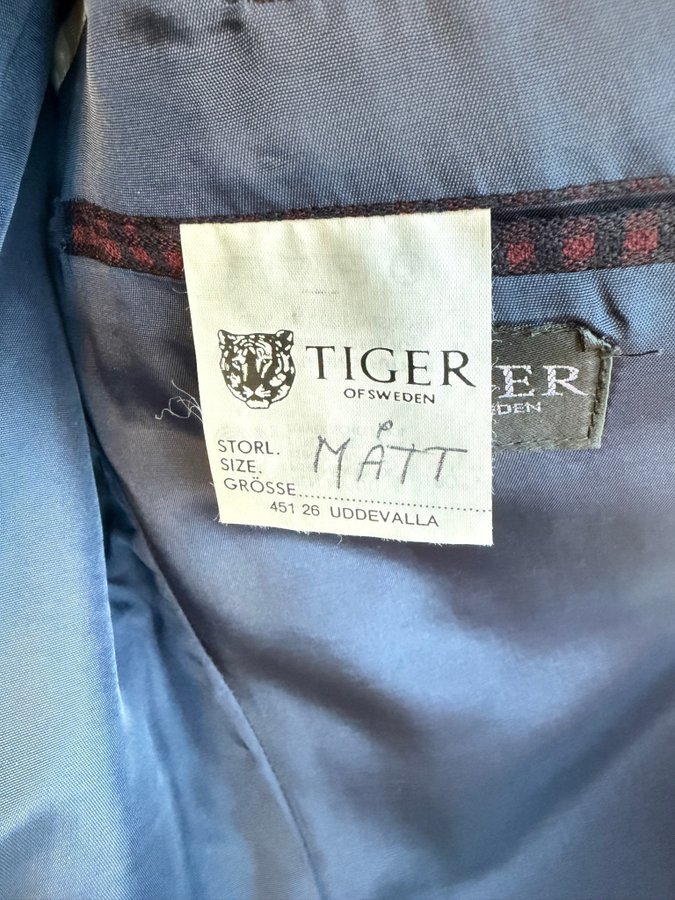 TIGER
OF SWEDEN
STORL.
SIZE. MÅTT
GRÖSSE..............................
451 26 UDDEVALLA